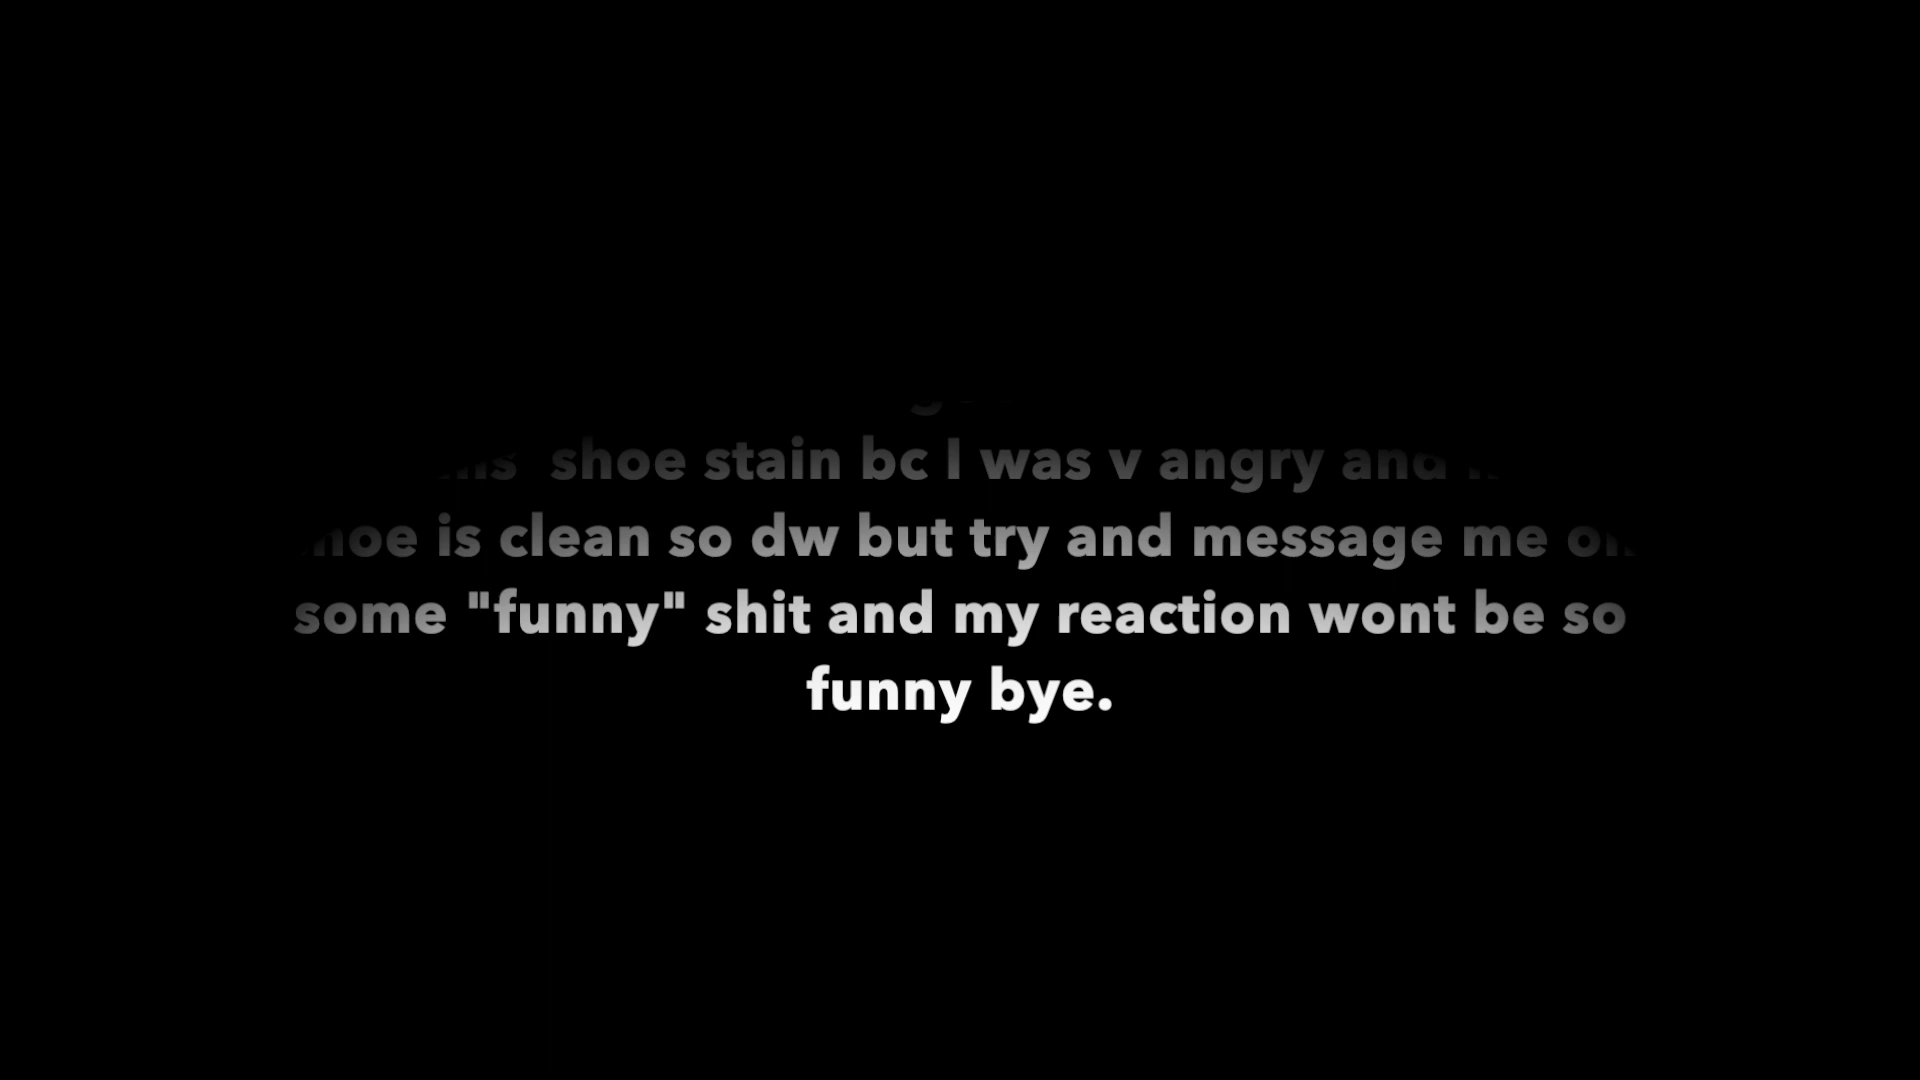 shoe stain bc I was v angry and
is clean so dw but try and message me on
some "funny" shit and my reaction wont be so
funny bye.